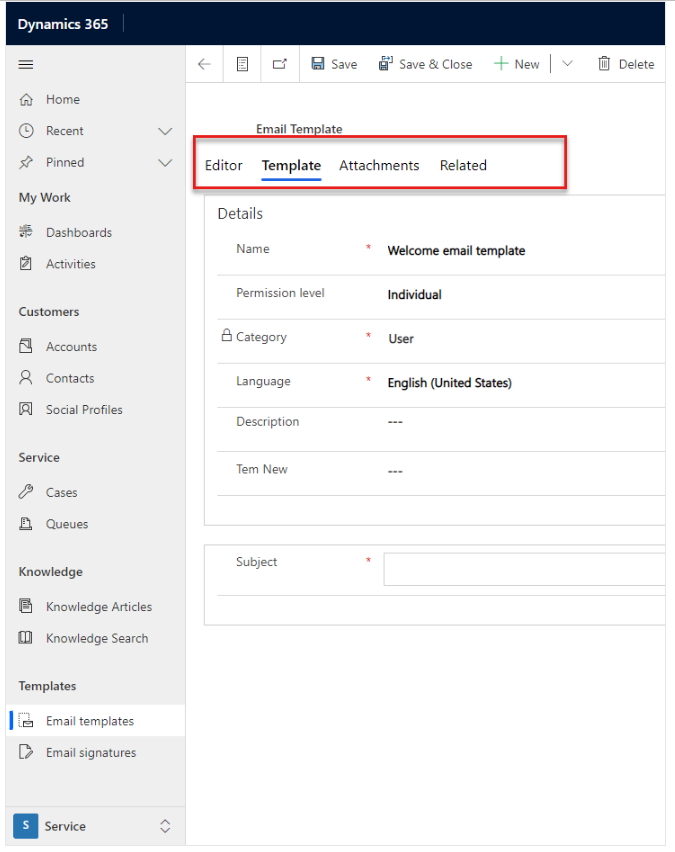 Dynamics 365
Save
Save & Close
New
Delete
Home
Recent
Pinned
My Work
Dashboards
Activities
Customers
Accounts
Contacts
Social Profiles
Service
Cases
Queues
Knowledge
Knowledge Articles
Knowledge Search
Templates
Email templates
Email signatures
S Service
Email Template
Editor Template Attachments Related
Details
Name * Welcome email template
Permission level Individual
Category * User
Language * English (United States)
Description ---
Tem New ---
Subject *